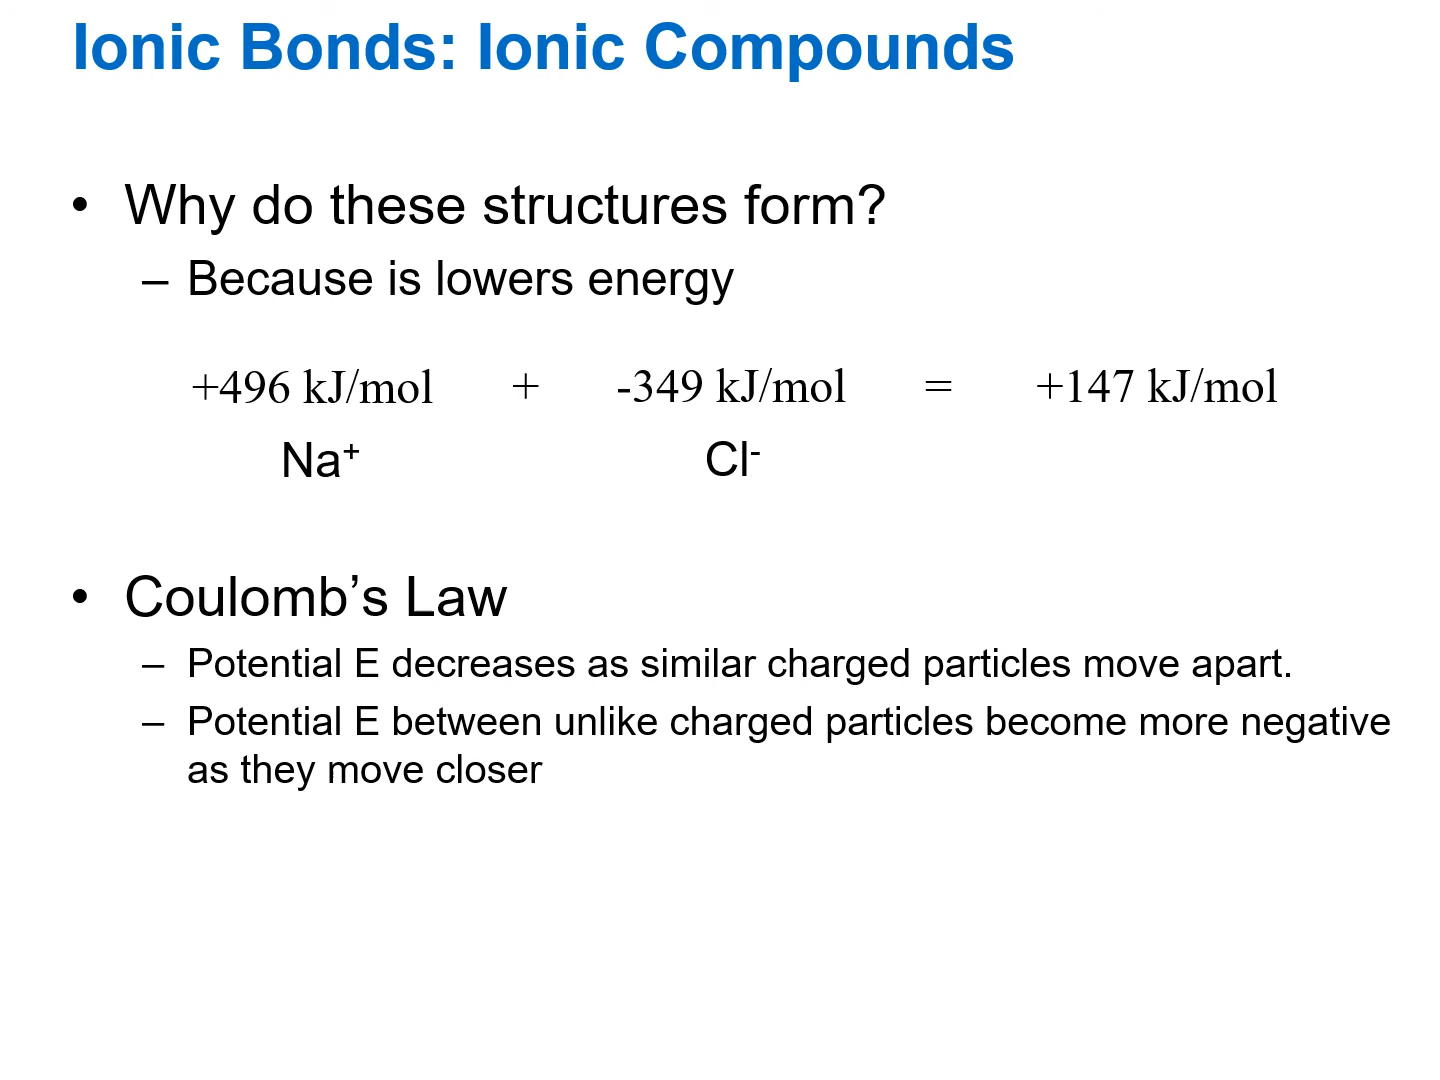 Ionic Bonds: Ionic Compounds
• Why do these structures form?
– Because is lowers energy
+496 kJ/mol + -349 kJ/mol = +147 kJ/mol
Na⁺ Cl⁻
• Coulomb’s Law
– Potential E decreases as similar charged particles move apart.
– Potential E between unlike charged particles become more negative
as they move closer